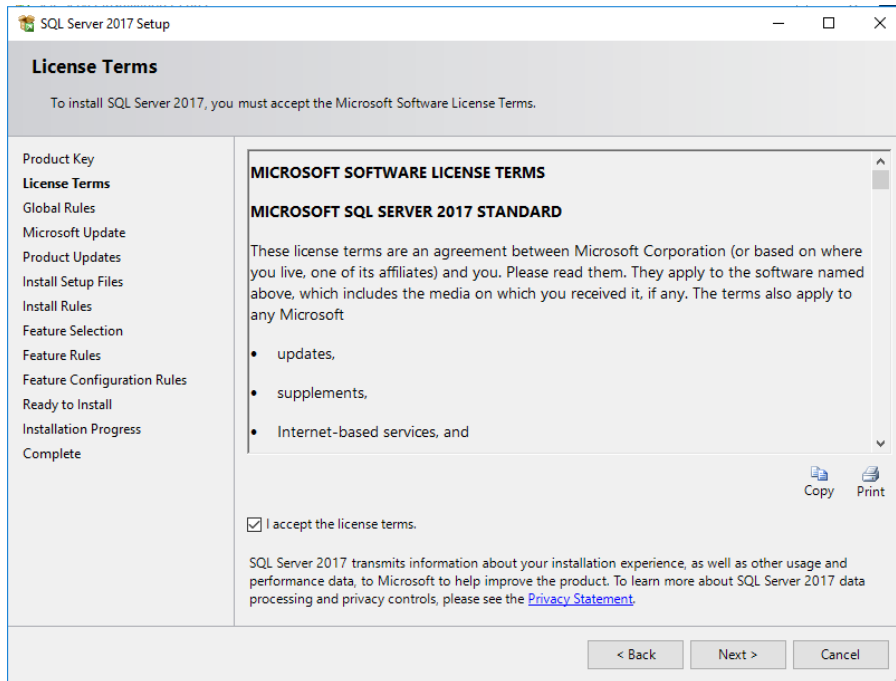 SQL Server 2017 Setup
License Terms
To install SQL Server 2017, you must accept the Microsoft Software License Terms.
Product Key
License Terms
Global Rules
Microsoft Update
Product Updates
Install Setup Files
Install Rules
Feature Selection
Feature Rules
Feature Configuration Rules
Ready to Install
Installation Progress
Complete
MICROSOFT SOFTWARE LICENSE TERMS
MICROSOFT SQL SERVER 2017 STANDARD
These license terms are an agreement between Microsoft Corporation (or based on where
you live, one of its affiliates) and you. Please read them. They apply to the software named
above, which includes the media on which you received it, if any. The terms also apply to
any Microsoft
• updates,
• supplements,
• Internet-based services, and
Copy Print
I accept the license terms.
SQL Server 2017 transmits information about your installation experience, as well as other usage and
performance data, to Microsoft to help improve the product. To learn more about SQL Server 2017 data
processing and privacy controls, please see the Privacy Statement.
< Back Next > Cancel